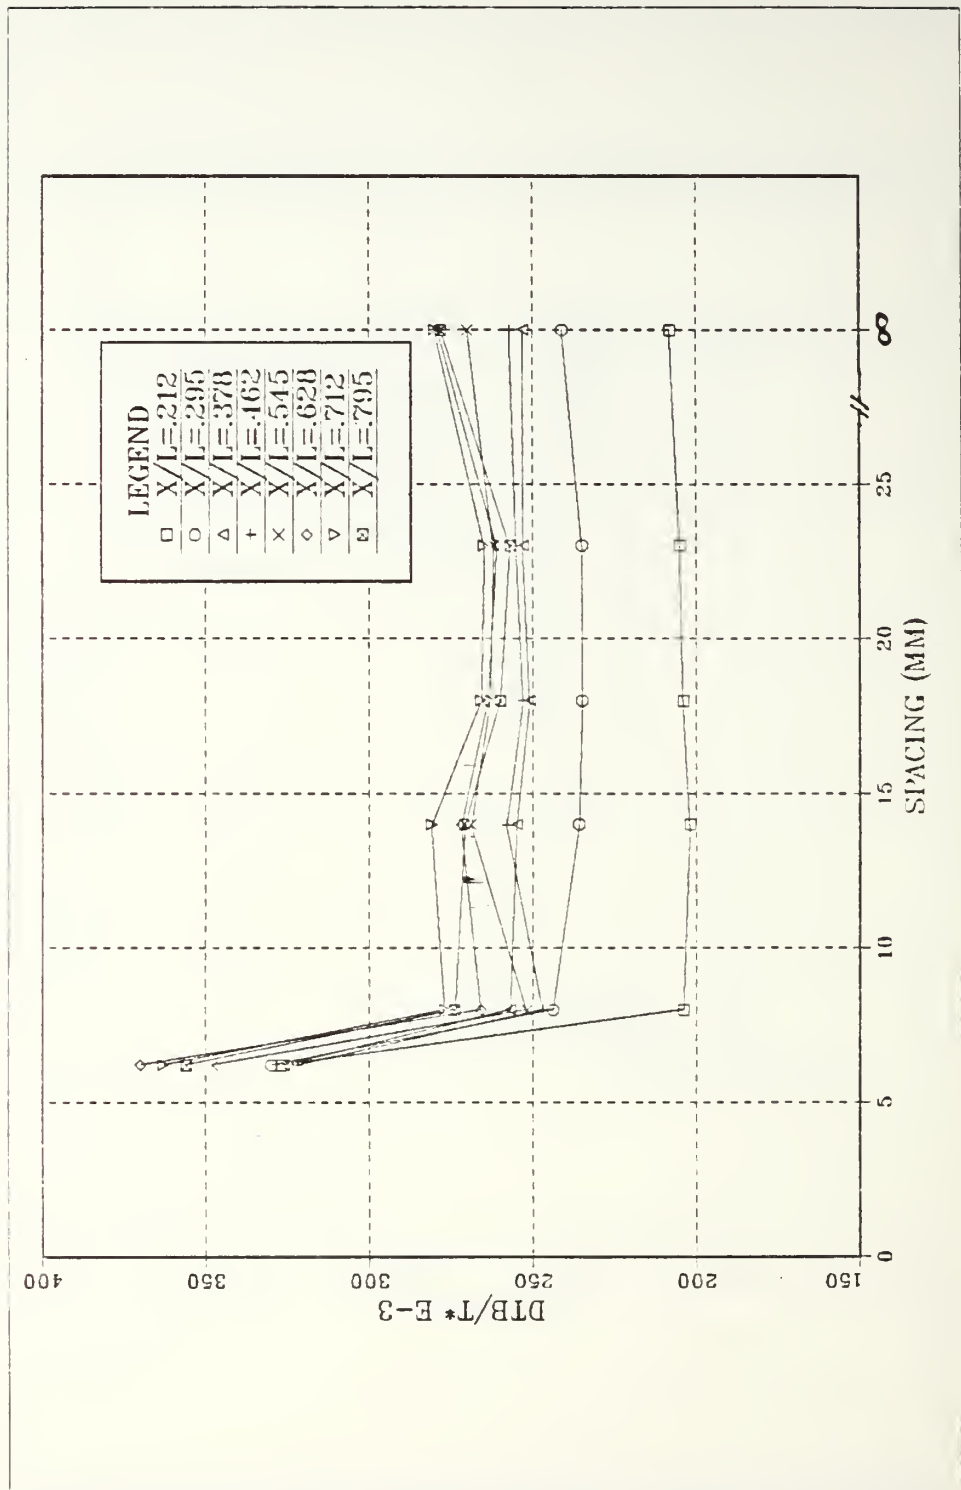 LEGEND
□ X/L=.212
○ X/L=.295
△ X/L=.378
+ X/L=.462
× X/L=.545
◇ X/L=.628
▽ X/L=.712
⊠ X/L=.795
400
350
300
250
200
150
DTB/T* E-3
0
5
10
15
20
25
∞
SPACING (MM)